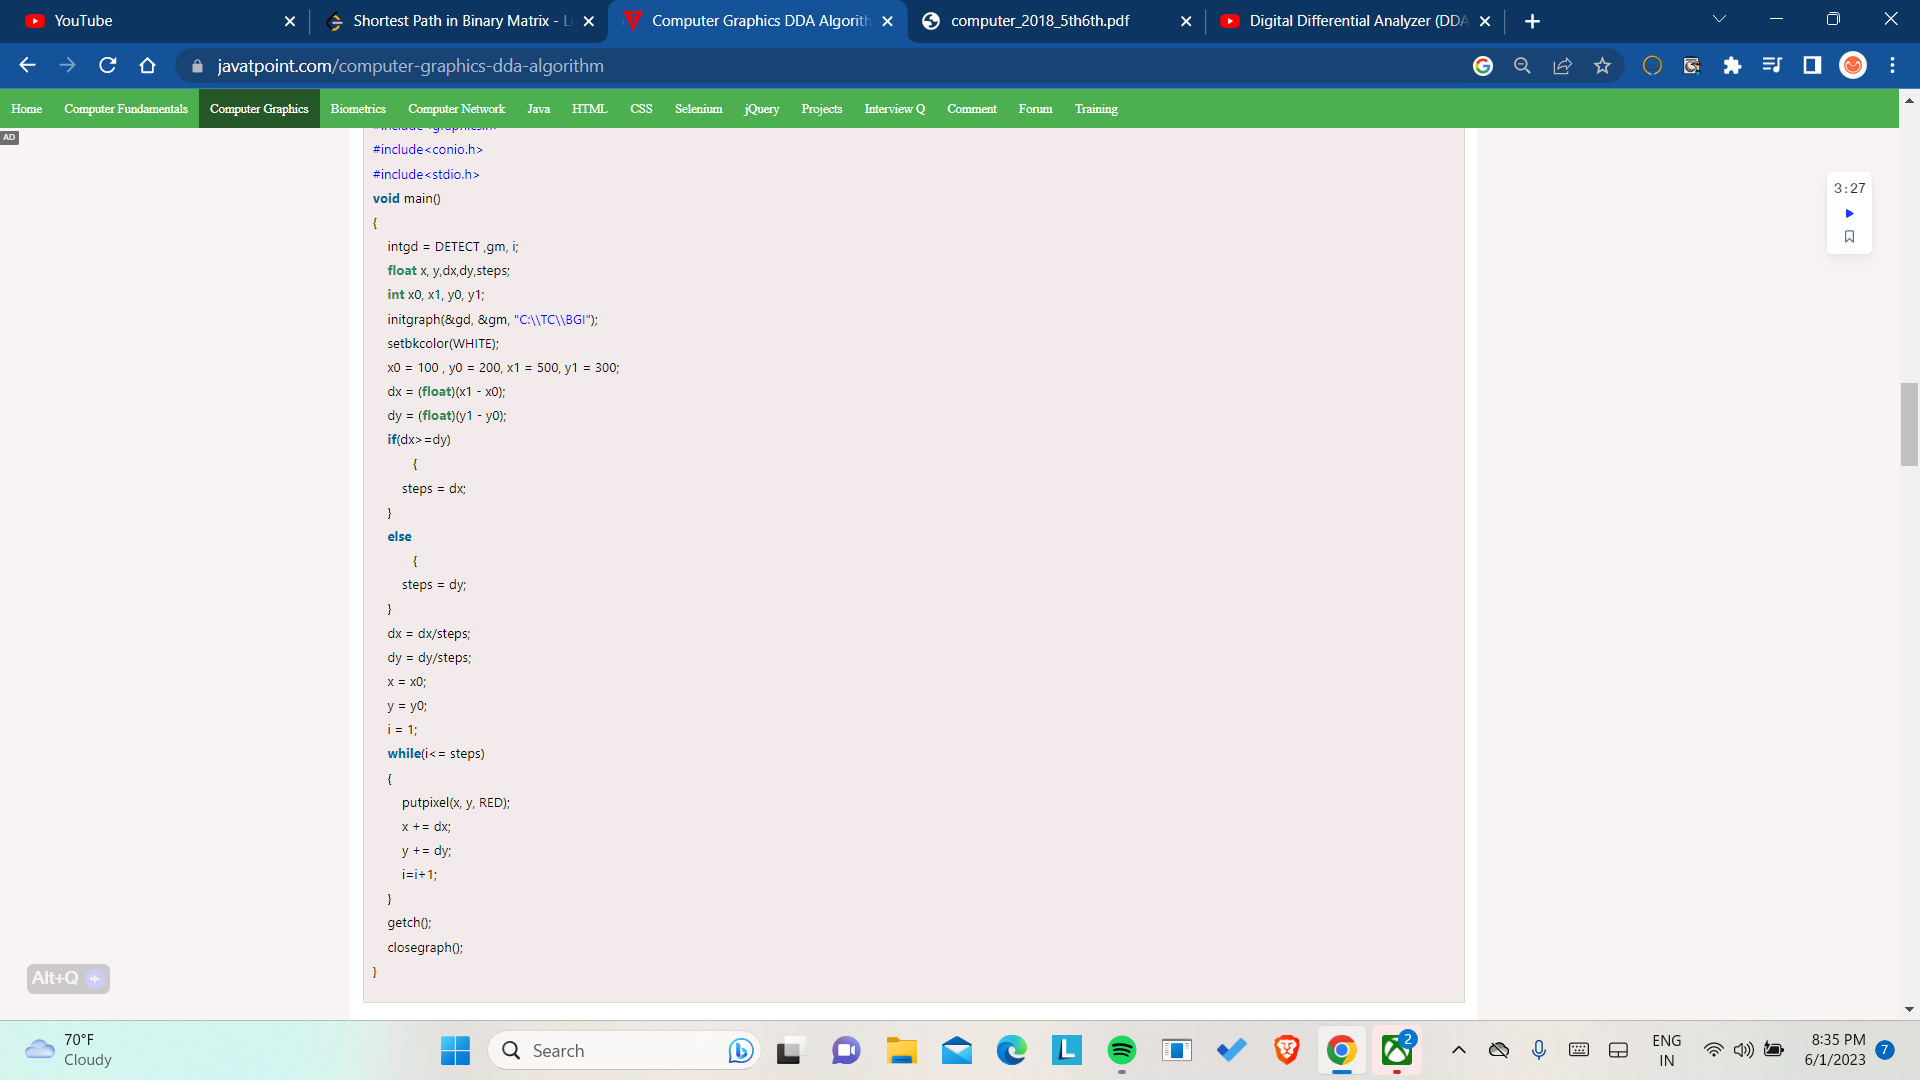 YouTube
Shortest Path in Binary Matrix - L
Computer Graphics DDA Algorith
computer_2018_5th6th.pdf
Digital Differential Analyzer (DDA
javatpoint.com/computer-graphics-dda-algorithm
Home Computer Fundamentals Computer Graphics Biometrics Computer Network Java HTML CSS Selenium jQuery Projects Interview Q Comment Forum Training
AD
#include<graphics.h>
#include<conio.h>
#include<stdio.h>
void main()
{
intgd = DETECT ,gm, i;
float x, y,dx,dy,steps;
int x0, x1, y0, y1;
initgraph(&gd, &gm, "C:\\TC\\BGI");
setbkcolor(WHITE);
x0 = 100 , y0 = 200, x1 = 500, y1 = 300;
dx = (float)(x1 - x0);
dy = (float)(y1 - y0);
if(dx>=dy)
{
steps = dx;
}
else
{
steps = dy;
}
dx = dx/steps;
dy = dy/steps;
x = x0;
y = y0;
i = 1;
while(i<= steps)
{
putpixel(x, y, RED);
x += dx;
y += dy;
i=i+1;
}
getch();
closegraph();
}
3:27
Alt+Q
70°F
Cloudy
Search
2
ENG
IN
8:35 PM
6/1/2023
7